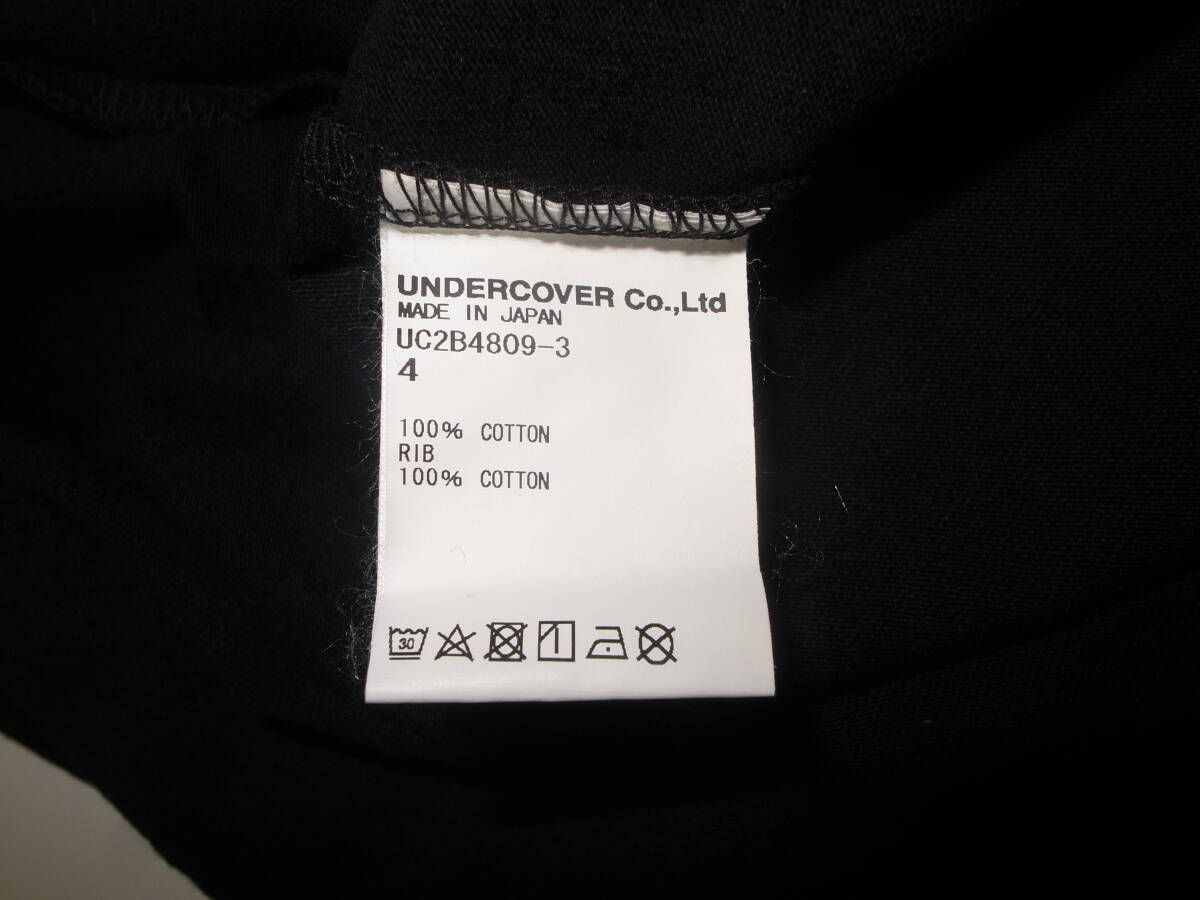 UNDERCOVER Co.,Ltd
MADE IN JAPAN
UC2B4809-3
4
100% COTTON
RIB
100% COTTON
30